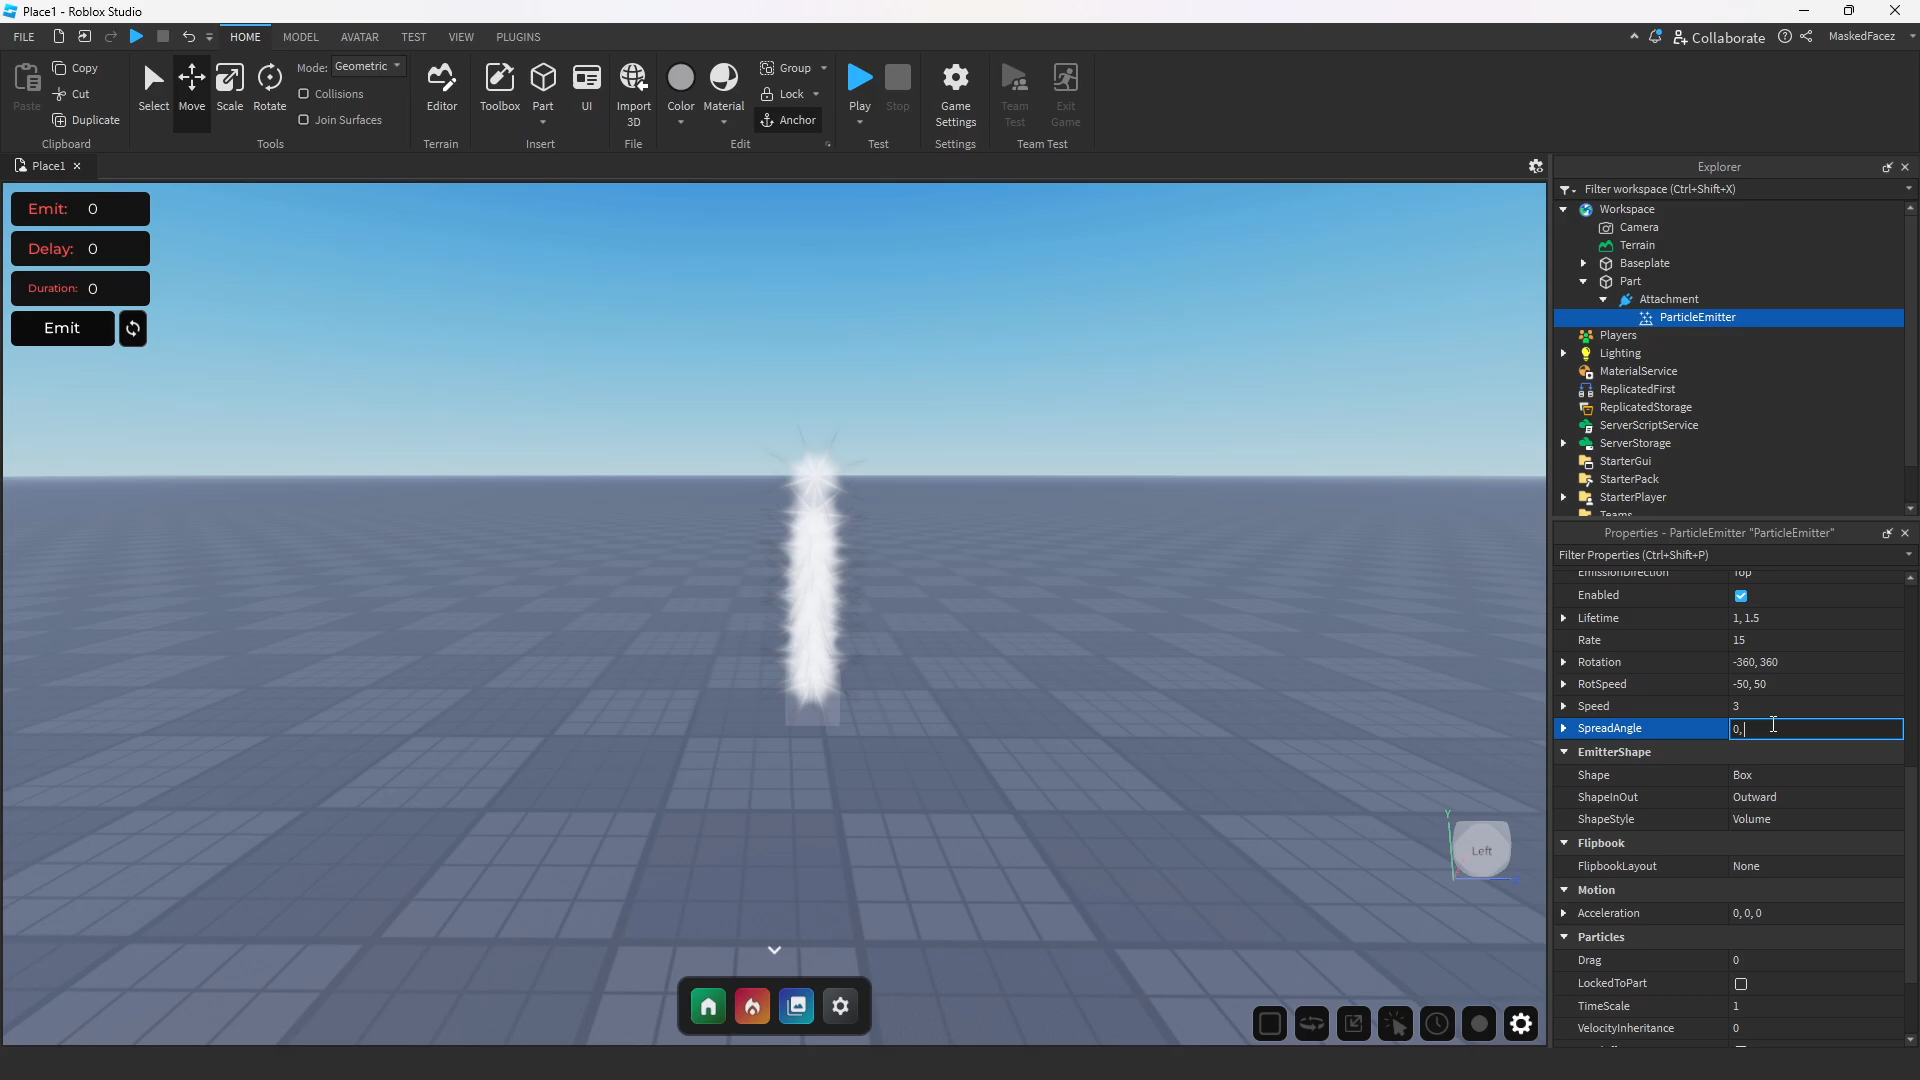 Place1 - Roblox Studio
FILE HOME MODEL AVATAR TEST VIEW PLUGINS Collaborate MaskedFacez
Paste Copy Cut Duplicate Clipboard
Select Move Scale Rotate Mode: Geometric Collisions Join Surfaces Tools
Editor Terrain
Toolbox Part UI Insert
Import 3D File
Color Material Group Lock Anchor Edit
Play Stop Test
Game Settings Settings
Team Test Exit Game Team Test
Place1
Emit: 0
Delay: 0
Duration: 0
Emit
Y
Left
Explorer
Filter workspace (Ctrl+Shift+X)
Workspace
Camera
Terrain
Baseplate
Part
Attachment
ParticleEmitter
Players
Lighting
MaterialService
ReplicatedFirst
ReplicatedStorage
ServerScriptService
ServerStorage
StarterGui
StarterPack
StarterPlayer
Teams
Properties - ParticleEmitter "ParticleEmitter"
Filter Properties (Ctrl+Shift+P)
EmissionDirection Top
Enabled
Lifetime 1, 1.5
Rate 15
Rotation -360, 360
RotSpeed -50, 50
Speed 3
SpreadAngle 0,
EmitterShape
Shape Box
ShapeInOut Outward
ShapeStyle Volume
Flipbook
FlipbookLayout None
Motion
Acceleration 0, 0, 0
Particles
Drag 0
LockedToPart
TimeScale 1
VelocityInheritance 0